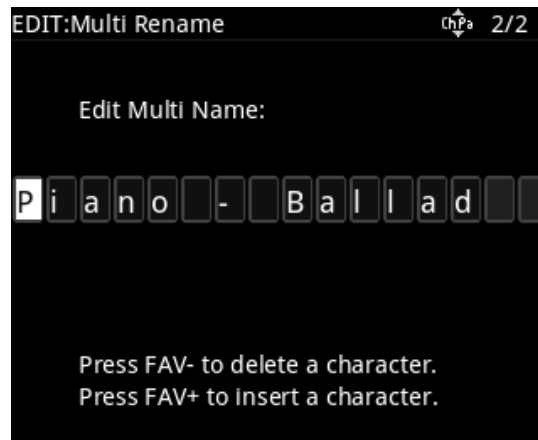 EDIT:Multi Rename ChPa 2/2
Edit Multi Name:
Piano - Ballad
Press FAV- to delete a character.
Press FAV+ to insert a character.